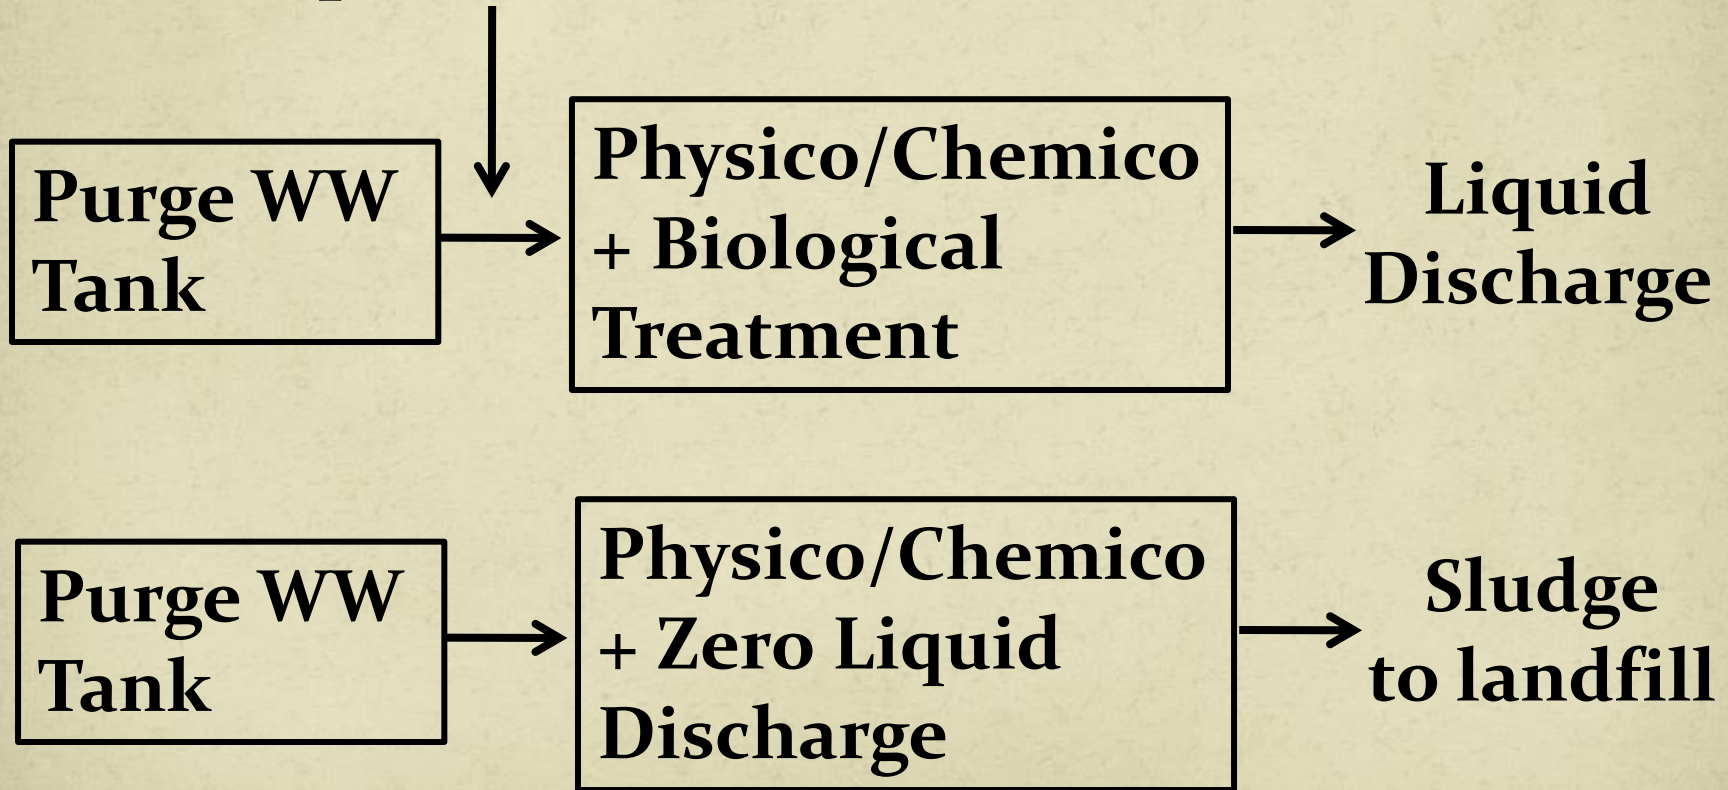 Purge WW
Tank
Physico/Chemico
+ Biological
Treatment
Liquid
Discharge
Purge WW
Tank
Physico/Chemico
+ Zero Liquid
Discharge
Sludge
to landfill